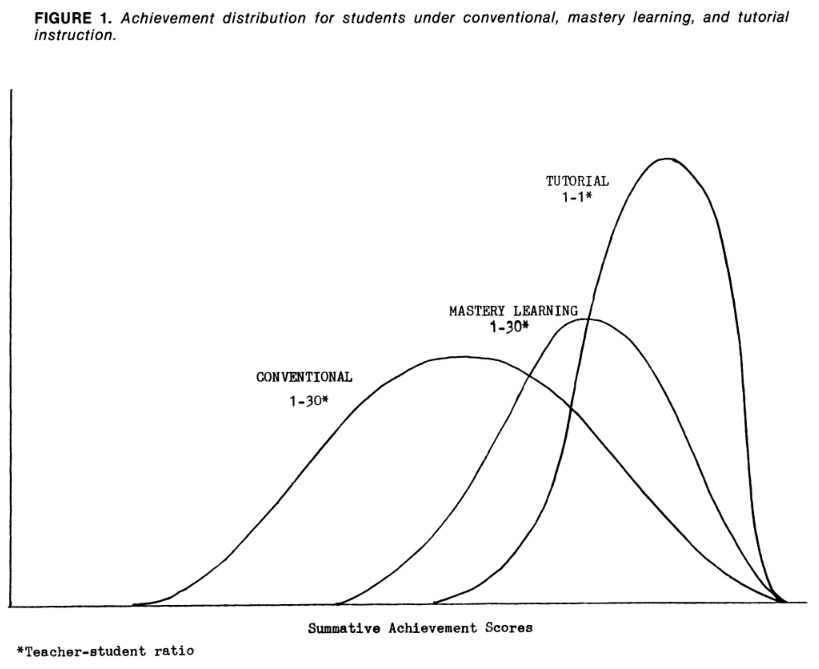 FIGURE 1. Achievement distribution for students under conventional, mastery learning, and tutorial
instruction.
TUTORIAL
1-1*
MASTERY LEARNING
1-30*
CONVENTIONAL
1-30*
Summative Achievement Scores
*Teacher-student ratio